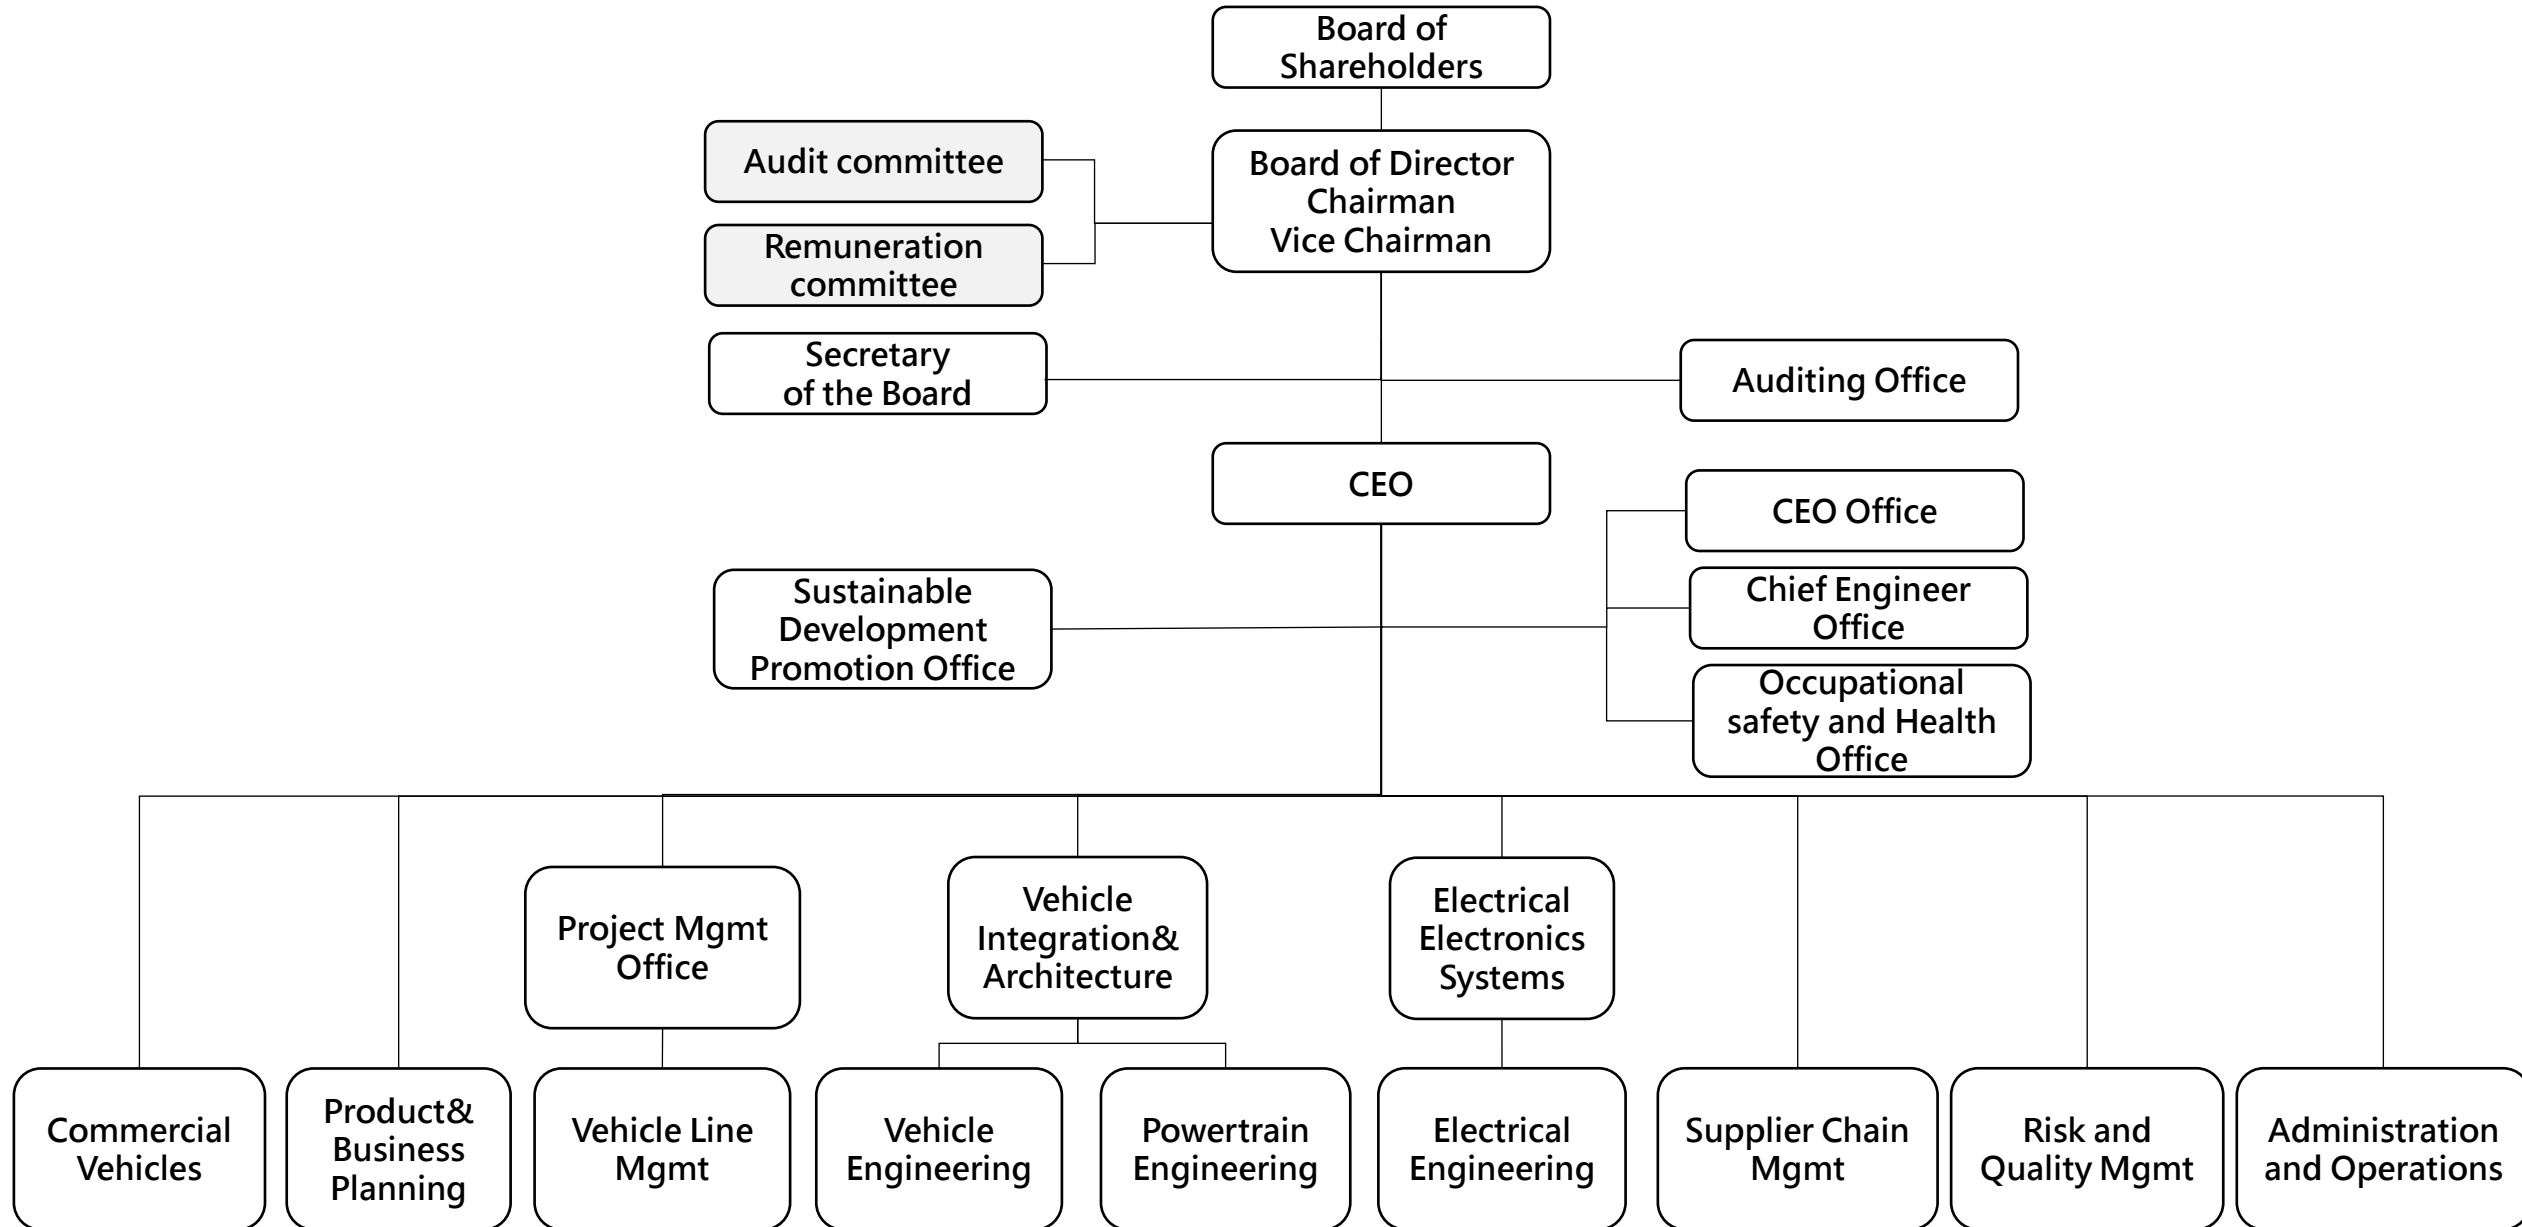 Board of
Shareholders
Audit committee
Board of Director
Chairman
Vice Chairman
Remuneration
committee
Secretary
of the Board
Auditing Office
CEO
CEO Office
Sustainable
Development
Promotion Office
Chief Engineer
Office
Occupational
safety and Health
Office
Project Mgmt
Office
Vehicle
Integration&
Architecture
Electrical
Electronics
Systems
Commercial
Vehicles
Product&
Business
Planning
Vehicle Line
Mgmt
Vehicle
Engineering
Powertrain
Engineering
Electrical
Engineering
Supplier Chain
Mgmt
Risk and
Quality Mgmt
Administration
and Operations